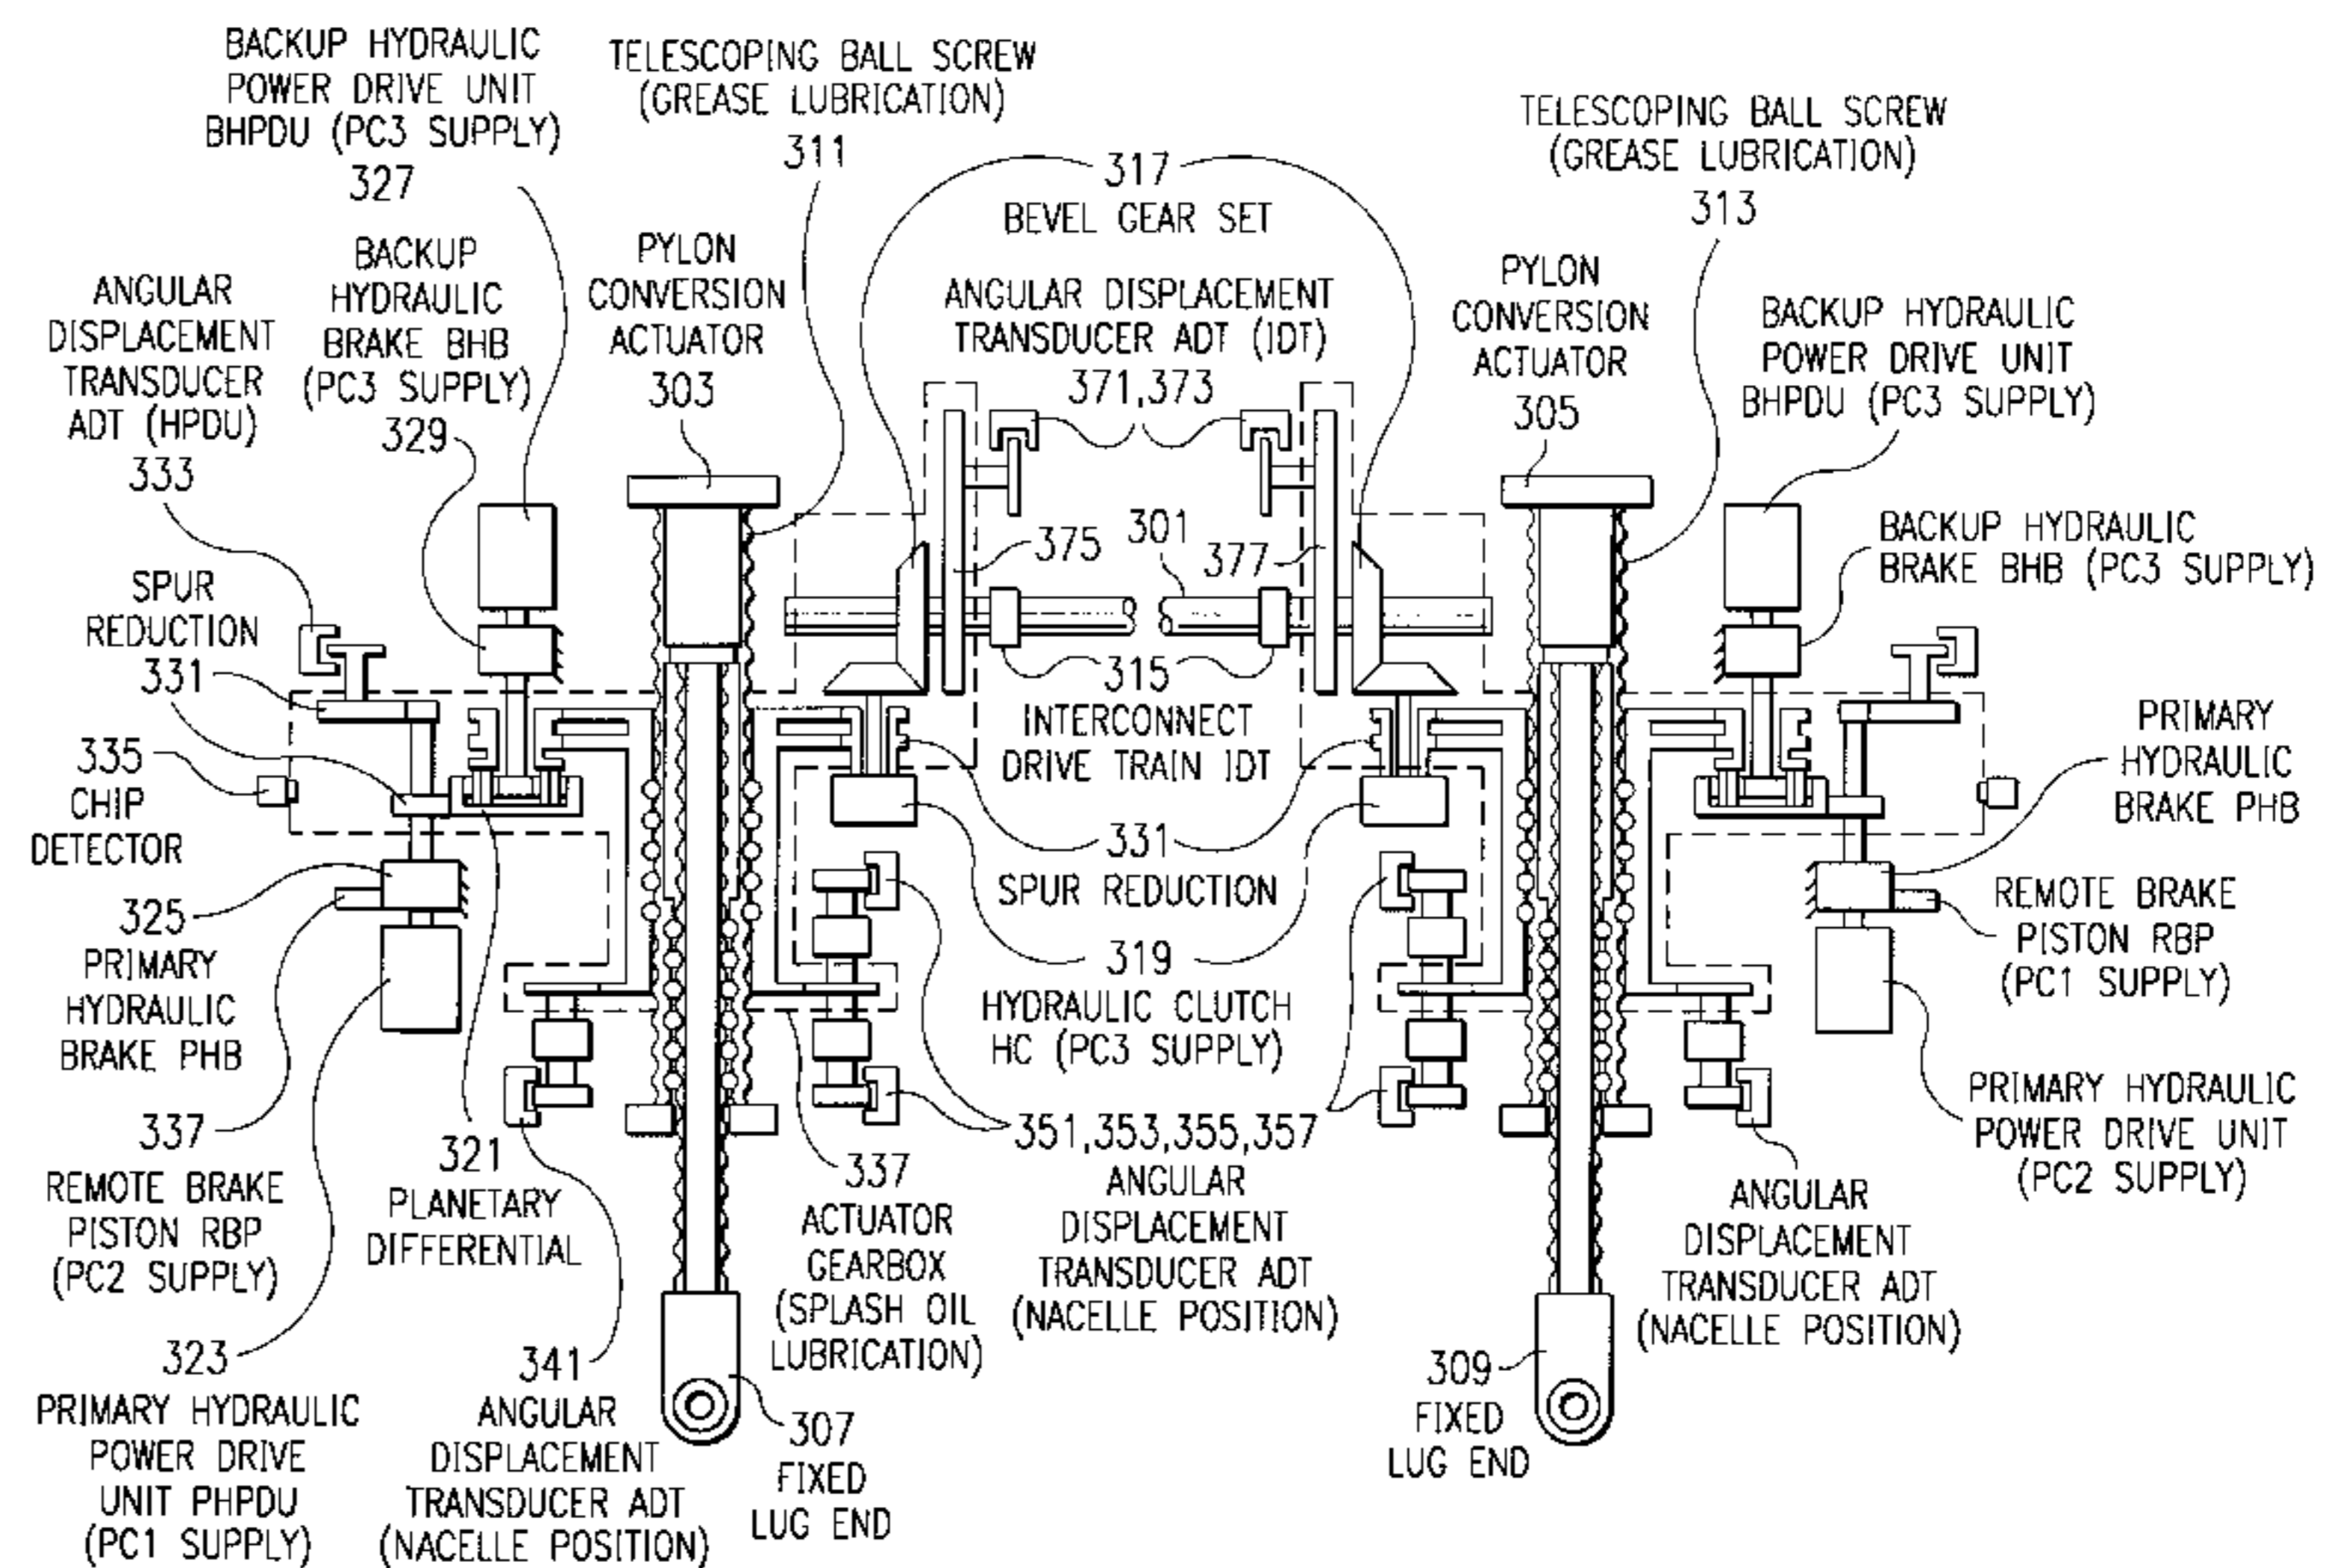 BACKUP HYDRAULIC
POWER DRIVE UNIT
BHPDU (PC3 SUPPLY)
327
TELESCOPING BALL SCREW
(GREASE LUBRICATION)
311
317
BEVEL GEAR SET
TELESCOPING BALL SCREW
(GREASE LUBRICATION)
313
ANGULAR
DISPLACEMENT
TRANSDUCER
ADT (HPDU)
333
BACKUP
HYDRAULIC
BRAKE BHB
(PC3 SUPPLY)
329
PYLON
CONVERSION
ACTUATOR
303
ANGULAR DISPLACEMENT
TRANSDUCER ADT (IDT)
371,373
PYLON
CONVERSION
ACTUATOR
305
BACKUP HYDRAULIC
POWER DRIVE UNIT
BHPDU (PC3 SUPPLY)
375
301
377
BACKUP HYDRAULIC
BRAKE BHB (PC3 SUPPLY)
SPUR
REDUCTION
331
315
INTERCONNECT
DRIVE TRAIN IDT
335
CHIP
DETECTOR
331
SPUR REDUCTION
PRIMARY
HYDRAULIC
BRAKE PHB
325
PRIMARY
HYDRAULIC
BRAKE PHB
319
HYDRAULIC CLUTCH
HC (PC3 SUPPLY)
REMOTE BRAKE
PISTON RBP
(PC1 SUPPLY)
337
REMOTE BRAKE
PISTON RBP
(PC2 SUPPLY)
321
PLANETARY
DIFFERENTIAL
337
ACTUATOR
GEARBOX
(SPLASH OIL
LUBRICATION)
351,353,355,357
ANGULAR
DISPLACEMENT
TRANSDUCER ADT
(NACELLE POSITION)
PRIMARY HYDRAULIC
POWER DRIVE UNIT
(PC2 SUPPLY)
ANGULAR
DISPLACEMENT
TRANSDUCER ADT
(NACELLE POSITION)
323
PRIMARY HYDRAULIC
POWER DRIVE
UNIT PHPDU
(PC1 SUPPLY)
341
ANGULAR
DISPLACEMENT
TRANSDUCER ADT
(NACELLE POSITION)
307
FIXED
LUG END
309
FIXED
LUG END